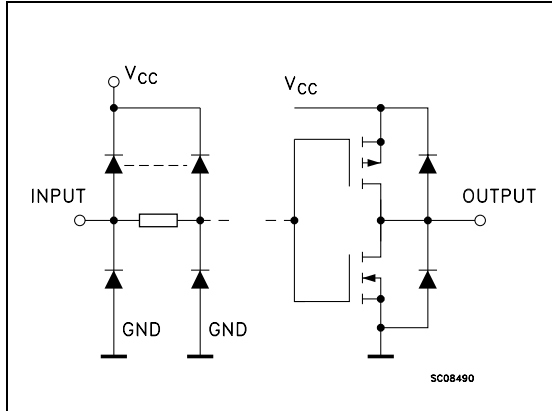 VCC
VCC
INPUT
OUTPUT
GND
GND
SC08490